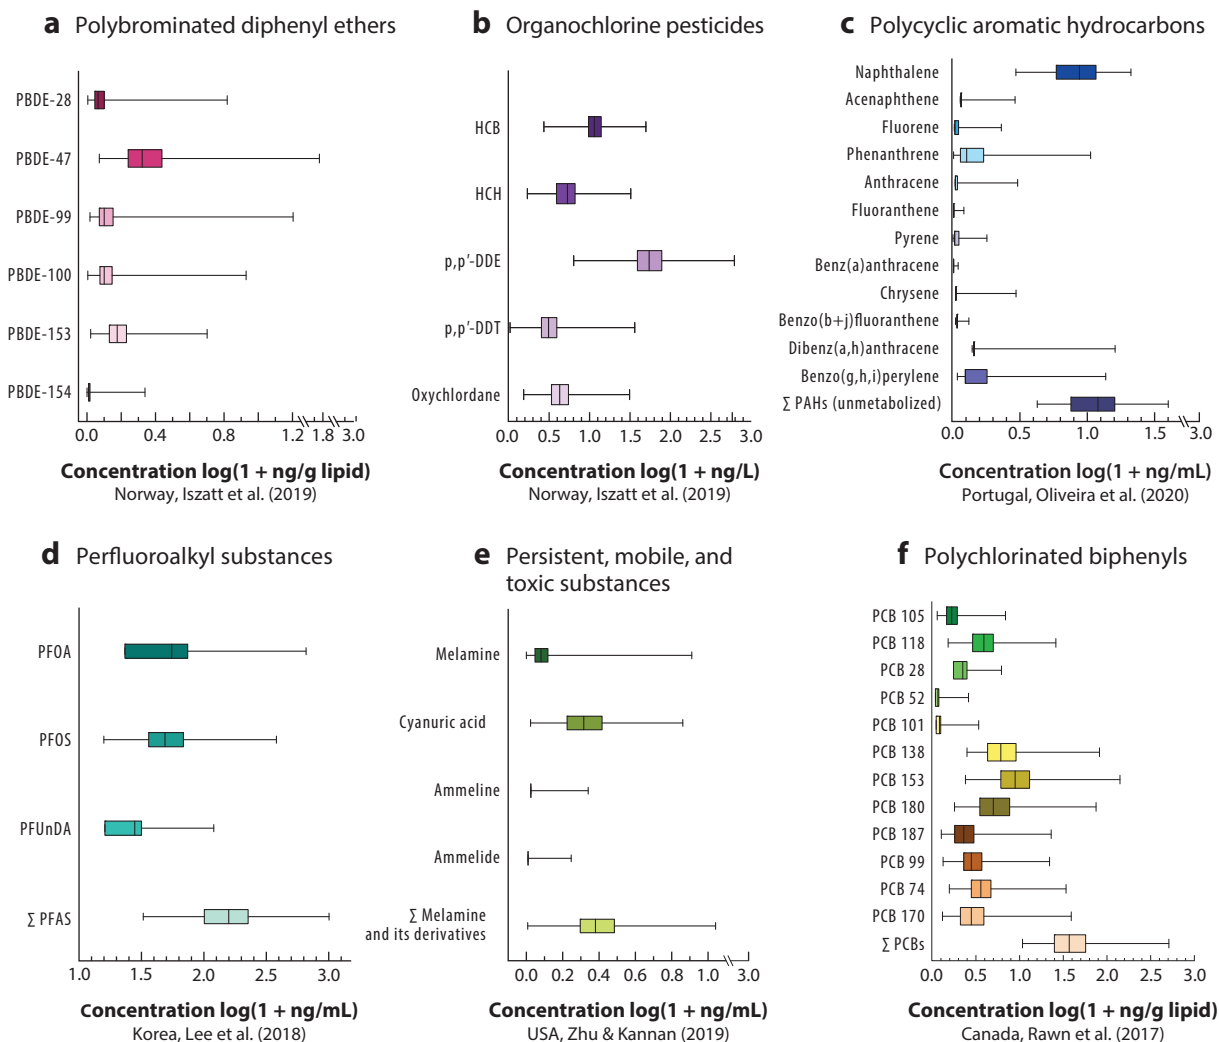 a Polybrominated diphenyl ethers
PBDE-28
PBDE-47
PBDE-99
PBDE-100
PBDE-153
PBDE-154
0.0 0.4 0.8 1.2 1.8 3.0
Concentration log(1 + ng/g lipid)
Norway, Iszatt et al. (2019)
b Organochlorine pesticides
HCB
HCH
p,p′-DDE
p,p′-DDT
Oxychlordane
0.0 0.5 1.0 1.5 2.0 2.5 3.0
Concentration log(1 + ng/L)
Norway, Iszatt et al. (2019)
c Polycyclic aromatic hydrocarbons
Naphthalene
Acenaphthene
Fluorene
Phenanthrene
Anthracene
Fluoranthene
Pyrene
Benz(a)anthracene
Chrysene
Benzo(b+j)fluoranthene
Dibenz(a,h)anthracene
Benzo(g,h,i)perylene
∑ PAHs (unmetabolized)
0.0 0.5 1.0 1.5 3.0
Concentration log(1 + ng/mL)
Portugal, Oliveira et al. (2020)
d Perfluoroalkyl substances
PFOA
PFOS
PFUnDA
∑ PFAS
1.0 1.5 2.0 2.5 3.0
Concentration log(1 + ng/mL)
Korea, Lee et al. (2018)
e Persistent, mobile, and
toxic substances
Melamine
Cyanuric acid
Ammeline
Ammelide
∑ Melamine
and its derivatives
0.0 0.2 0.4 0.6 0.8 1.0 3.0
Concentration log(1 + ng/mL)
USA, Zhu & Kannan (2019)
f Polychlorinated biphenyls
PCB 105
PCB 118
PCB 28
PCB 52
PCB 101
PCB 138
PCB 153
PCB 180
PCB 187
PCB 99
PCB 74
PCB 170
∑ PCBs
0.0 0.5 1.0 1.5 2.0 2.5 3.0
Concentration log(1 + ng/g lipid)
Canada, Rawn et al. (2017)